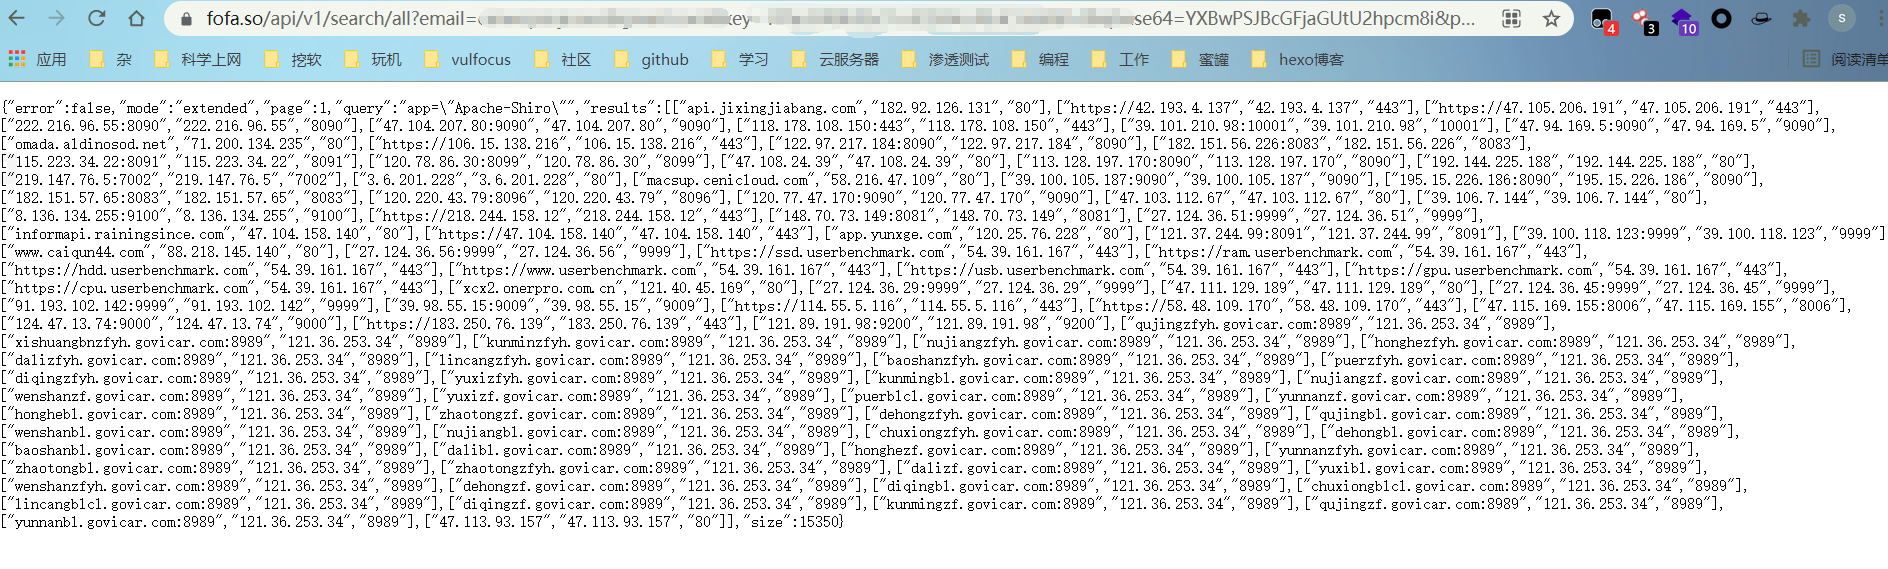 fofa.so/api/v1/search/all?email= key se64=YXBwPSJBcGFjaGUtU2hpcm8i&p...
4 3 10 S
应用 杂 科学上网 挖软 玩机 vulfocus 社区 github 学习 云服务器 渗透测试 编程 工作 蜜罐 hexo博客 阅读清单
{"error":false,"mode":"extended","page":1,"query":"app=\"Apache-Shiro\"","results":[["api.jixingjiabang.com","182.92.126.131","80"],["https://42.193.4.137","42.193.4.137","443"],["https://47.105.206.191","47.105.206.191","443"],
["222.216.96.55:8090","222.216.96.55","8090"],["47.104.207.80:9090","47.104.207.80","9090"],["118.178.108.150:443","118.178.108.150","443"],["39.101.210.98:10001","39.101.210.98","10001"],["47.94.169.5:9090","47.94.169.5","9090"],
["omada.aldinosod.net","71.200.134.235","80"],["https://106.15.138.216","106.15.138.216","443"],["122.97.217.184:8090","122.97.217.184","8090"],["182.151.56.226:8083","182.151.56.226","8083"],
["115.223.34.22:8091","115.223.34.22","8091"],["120.78.86.30:8099","120.78.86.30","8099"],["47.108.24.39","47.108.24.39","80"],["113.128.197.170:8090","113.128.197.170","8090"],["192.144.225.188","192.144.225.188","80"],
["219.147.76.5:7002","219.147.76.5","7002"],["3.6.201.228","3.6.201.228","80"],["macsup.cenicloud.com","58.216.47.109","80"],["39.100.105.187:9090","39.100.105.187","9090"],["195.15.226.186:8090","195.15.226.186","8090"],
["182.151.57.65:8083","182.151.57.65","8083"],["120.220.43.79:8096","120.220.43.79","8096"],["120.77.47.170:9090","120.77.47.170","9090"],["47.103.112.67","47.103.112.67","80"],["39.106.7.144","39.106.7.144","80"],
["8.136.134.255:9100","8.136.134.255","9100"],["https://218.244.158.12","218.244.158.12","443"],["148.70.73.149:8081","148.70.73.149","8081"],["27.124.36.51:9999","27.124.36.51","9999"],
["informapi.rainingsince.com","47.104.158.140","80"],["https://47.104.158.140","47.104.158.140","443"],["app.yunxge.com","120.25.76.228","80"],["121.37.244.99:8091","121.37.244.99","8091"],["39.100.118.123:9999","39.100.118.123","9999"]
["www.caiqun44.com","88.218.145.140","80"],["27.124.36.56:9999","27.124.36.56","9999"],["https://ssd.userbenchmark.com","54.39.161.167","443"],["https://ram.userbenchmark.com","54.39.161.167","443"],
["https://hdd.userbenchmark.com","54.39.161.167","443"],["https://www.userbenchmark.com","54.39.161.167","443"],["https://usb.userbenchmark.com","54.39.161.167","443"],["https://gpu.userbenchmark.com","54.39.161.167","443"],
["https://cpu.userbenchmark.com","54.39.161.167","443"],["xcx2.onerpro.com.cn","121.40.45.169","80"],["27.124.36.29:9999","27.124.36.29","9999"],["47.111.129.189","47.111.129.189","80"],["27.124.36.45:9999","27.124.36.45","9999"],
["91.193.102.142:9999","91.193.102.142","9999"],["39.98.55.15:9009","39.98.55.15","9009"],["https://114.55.5.116","114.55.5.116","443"],["https://58.48.109.170","58.48.109.170","443"],["47.115.169.155:8006","47.115.169.155","8006"],
["124.47.13.74:9000","124.47.13.74","9000"],["https://183.250.76.139","183.250.76.139","443"],["121.89.191.98:9200","121.89.191.98","9200"],["qujingzfyh.govicar.com:8989","121.36.253.34","8989"],
["xishuangbnzfyh.govicar.com:8989","121.36.253.34","8989"],["kunminzfyh.govicar.com:8989","121.36.253.34","8989"],["nujiangzfyh.govicar.com:8989","121.36.253.34","8989"],["honghezfyh.govicar.com:8989","121.36.253.34","8989"],
["dalizfyh.govicar.com:8989","121.36.253.34","8989"],["lincangzfyh.govicar.com:8989","121.36.253.34","8989"],["baoshanzfyh.govicar.com:8989","121.36.253.34","8989"],["puerzfyh.govicar.com:8989","121.36.253.34","8989"],
["diqingzfyh.govicar.com:8989","121.36.253.34","8989"],["yuxizfyh.govicar.com:8989","121.36.253.34","8989"],["kunmingbl.govicar.com:8989","121.36.253.34","8989"],["nujiangzf.govicar.com:8989","121.36.253.34","8989"],
["wenshanzf.govicar.com:8989","121.36.253.34","8989"],["yuxizf.govicar.com:8989","121.36.253.34","8989"],["puerblcl.govicar.com:8989","121.36.253.34","8989"],["yunnanzf.govicar.com:8989","121.36.253.34","8989"],
["honghebl.govicar.com:8989","121.36.253.34","8989"],["zhaotongzf.govicar.com:8989","121.36.253.34","8989"],["dehongzfyh.govicar.com:8989","121.36.253.34","8989"],["qujingbl.govicar.com:8989","121.36.253.34","8989"],
["wenshanbl.govicar.com:8989","121.36.253.34","8989"],["nujiangbl.govicar.com:8989","121.36.253.34","8989"],["chuxiongzfyh.govicar.com:8989","121.36.253.34","8989"],["dehongbl.govicar.com:8989","121.36.253.34","8989"],
["baoshanbl.govicar.com:8989","121.36.253.34","8989"],["dalibl.govicar.com:8989","121.36.253.34","8989"],["honghezf.govicar.com:8989","121.36.253.34","8989"],["yunnanzfyh.govicar.com:8989","121.36.253.34","8989"],
["zhaotongbl.govicar.com:8989","121.36.253.34","8989"],["zhaotongzfyh.govicar.com:8989","121.36.253.34","8989"],["dalizf.govicar.com:8989","121.36.253.34","8989"],["yuxibl.govicar.com:8989","121.36.253.34","8989"],
["wenshanzfyh.govicar.com:8989","121.36.253.34","8989"],["dehongzf.govicar.com:8989","121.36.253.34","8989"],["diqingbl.govicar.com:8989","121.36.253.34","8989"],["chuxiongblcl.govicar.com:8989","121.36.253.34","8989"],
["lincangblcl.govicar.com:8989","121.36.253.34","8989"],["diqingzf.govicar.com:8989","121.36.253.34","8989"],["kunmingzf.govicar.com:8989","121.36.253.34","8989"],["qujingzf.govicar.com:8989","121.36.253.34","8989"],
["yunnanbl.govicar.com:8989","121.36.253.34","8989"],["47.113.93.157","47.113.93.157","80"]],"size":15350}